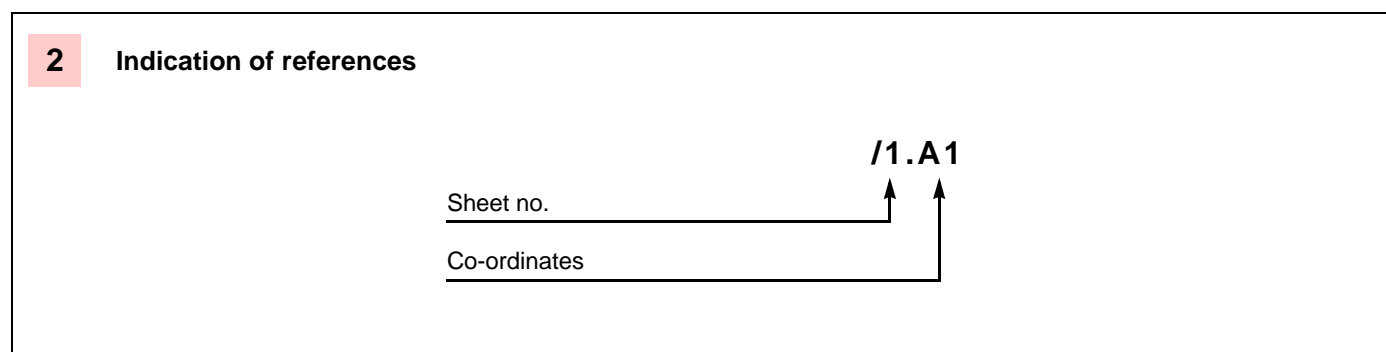 2 Indication of references
/1.A1
Sheet no.
Co-ordinates